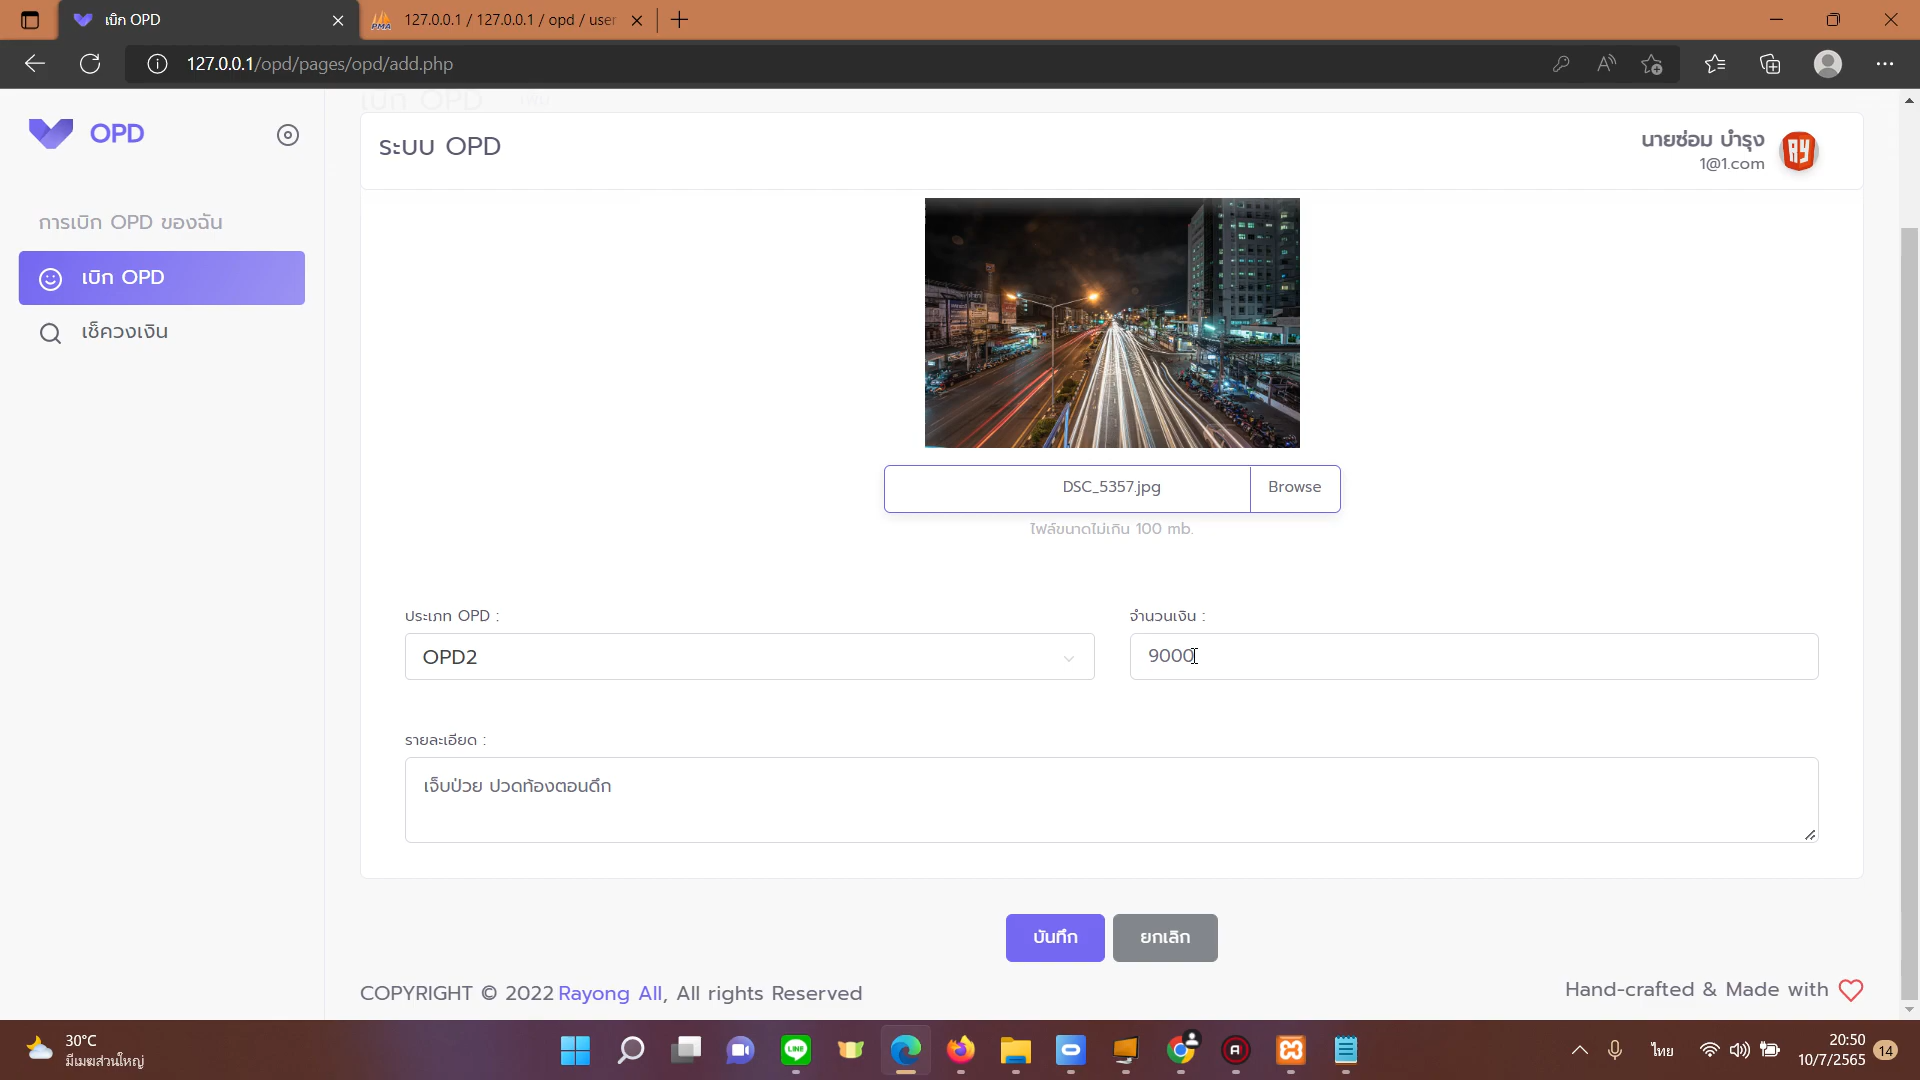 เบิก OPD
127.0.0.1 / 127.0.0.1 / opd / user
127.0.0.1/opd/pages/opd/add.php
OPD
การเบิก OPD ของฉัน
เบิก OPD
เช็ควงเงิน
เบิก OPD เพิ่ม
ระบบ OPD
นายซ่อม บำรุง
1@1.com
DSC_5357.jpg
Browse
ไฟล์ขนาดไม่เกิน 100 mb.
ประเภท OPD :
จำนวนเงิน :
OPD2
9000
รายละเอียด :
เจ็บป่วย ปวดท้องตอนดึก
บันทึก
ยกเลิก
COPYRIGHT © 2022 Rayong All, All rights Reserved
Hand-crafted & Made with
30°C
มีเมฆส่วนใหญ่
ไทย
20:50
10/7/2565
14